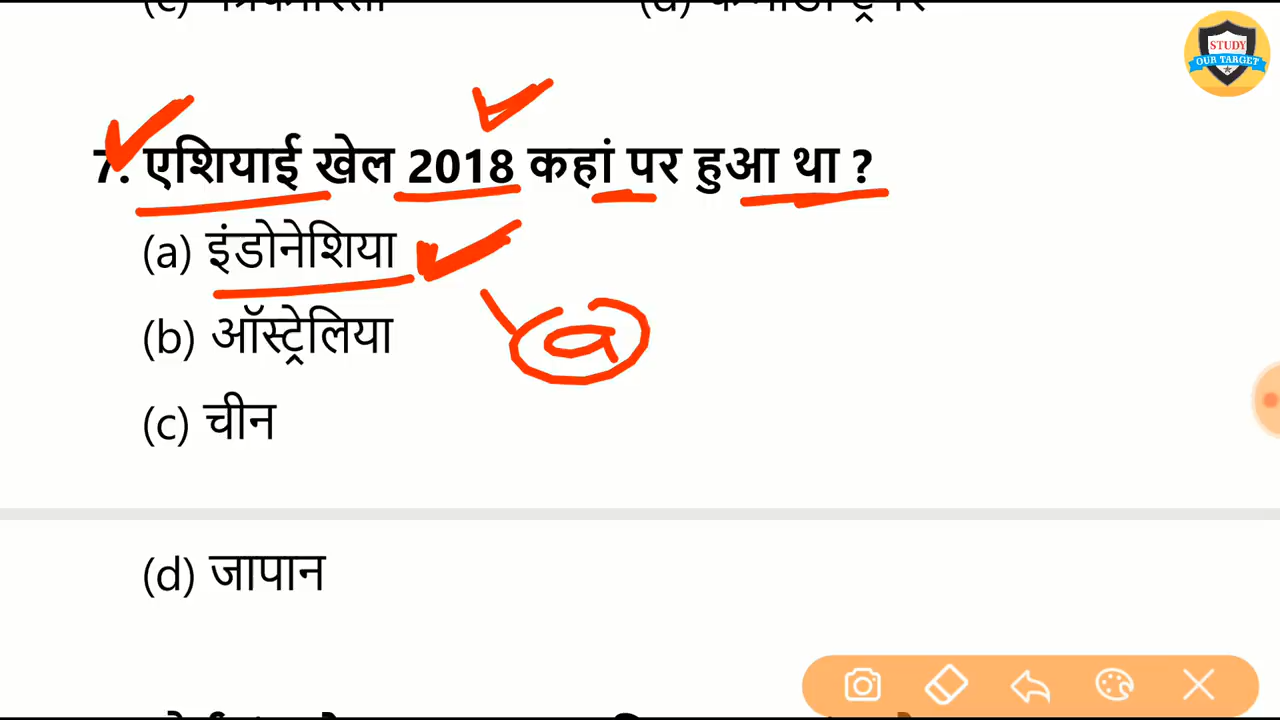 STUDY
OUR TARGET
7. एशियाई खेल 2018 कहां पर हुआ था ?
(a) इंडोनेशिया
a
(b) ऑस्ट्रेलिया
(c) चीन
(d) जापान